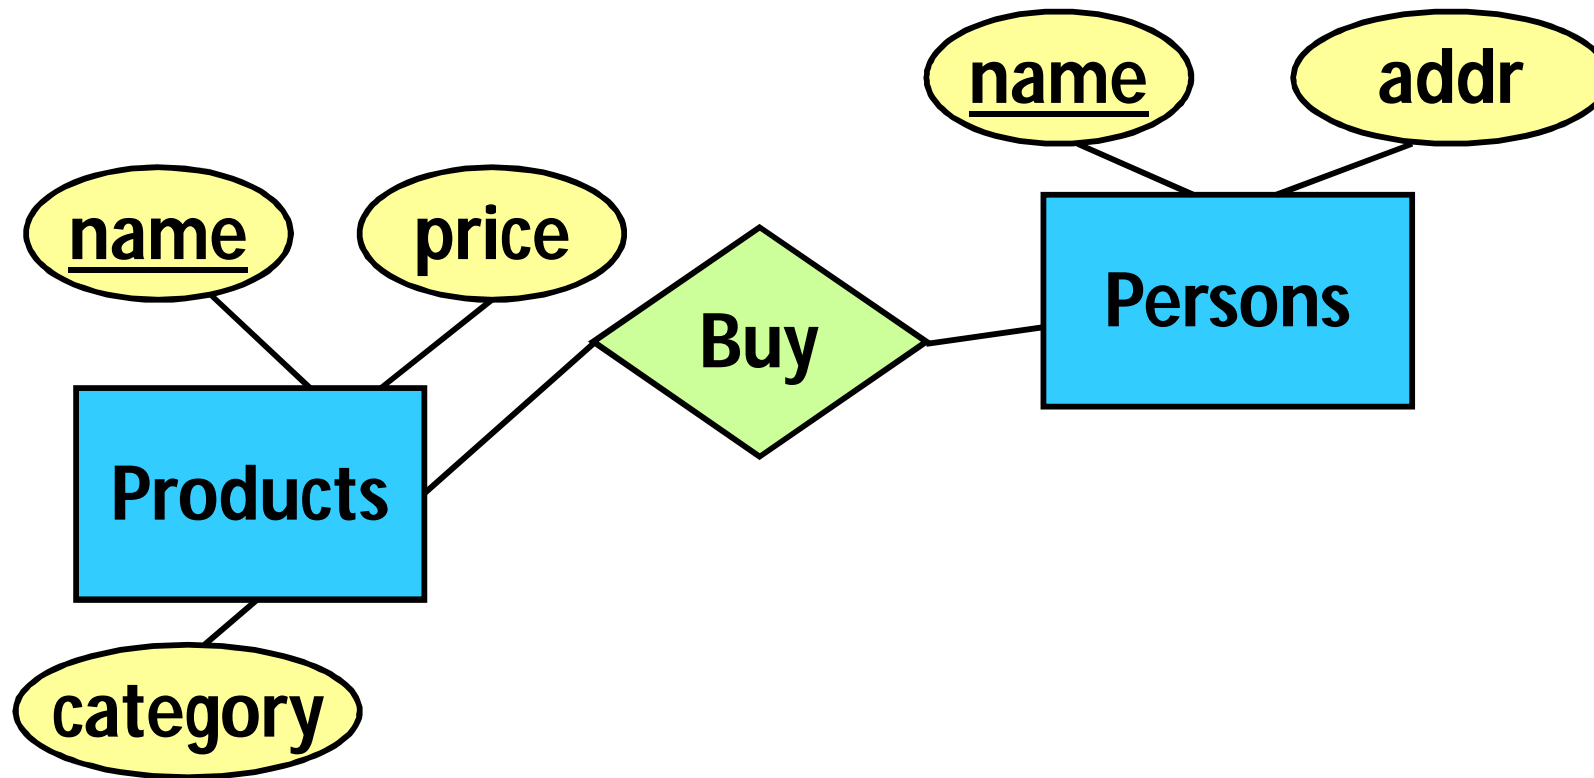 name
addr
name
price
Buy
Persons
Products
category